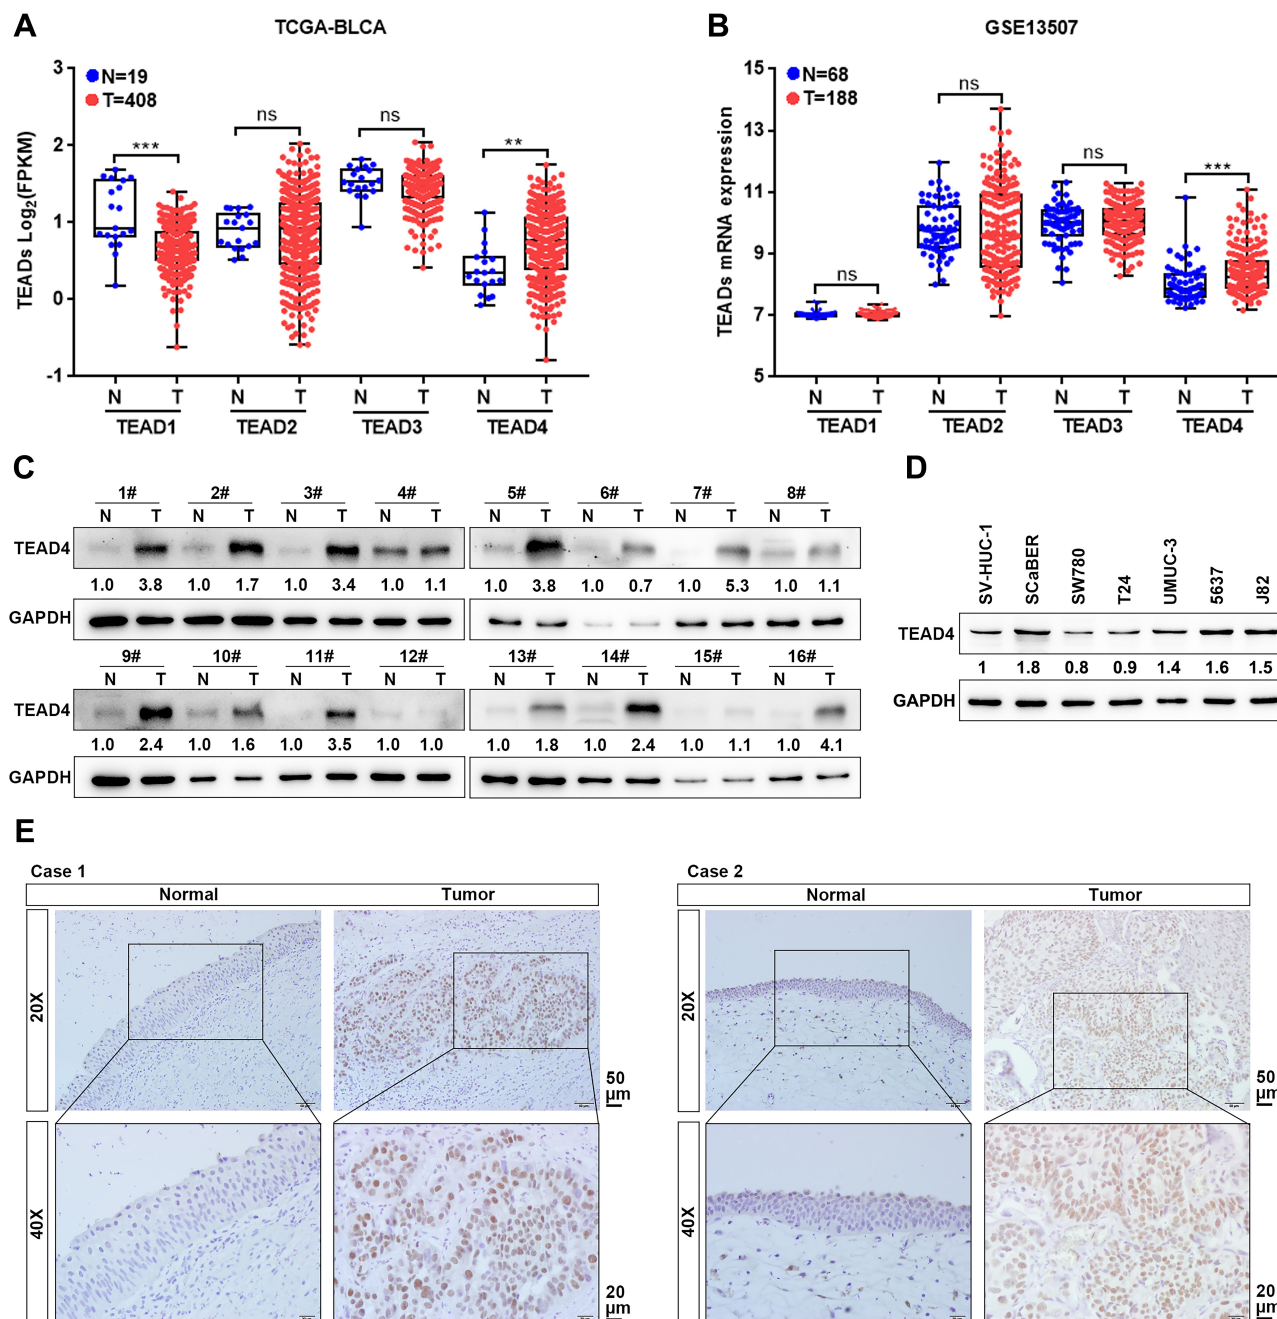 A
TCGA-BLCA
TEADs Log2(FPKM)
3
2
1
0
-1
N=19
T=408
***
ns
ns
**
N T N T N T N T
TEAD1 TEAD2 TEAD3 TEAD4
B
GSE13507
TEADs mRNA expression
15
13
11
9
7
5
N=68
T=188
ns
ns
ns
***
N T N T N T N T
TEAD1 TEAD2 TEAD3 TEAD4
C
1# 2# 3# 4# 5# 6# 7# 8#
N T N T N T N T N T N T N T N T
TEAD4
1.0 3.8 1.0 1.7 1.0 3.4 1.0 1.1 1.0 3.8 1.0 0.7 1.0 5.3 1.0 1.1
GAPDH
9# 10# 11# 12# 13# 14# 15# 16#
N T N T N T N T N T N T N T N T
TEAD4
1.0 2.4 1.0 1.6 1.0 3.5 1.0 1.0 1.0 1.8 1.0 2.4 1.0 1.1 1.0 4.1
GAPDH
D
SV-HUC-1
SCaBER
SW780
T24
UMUC-3
5637
J82
TEAD4
1 1.8 0.8 0.9 1.4 1.6 1.5
GAPDH
E
Case 1
Normal Tumor
20X
40X
Case 2
Normal Tumor
20X
50
μm
40X
20
μm
50
μm
20
μm